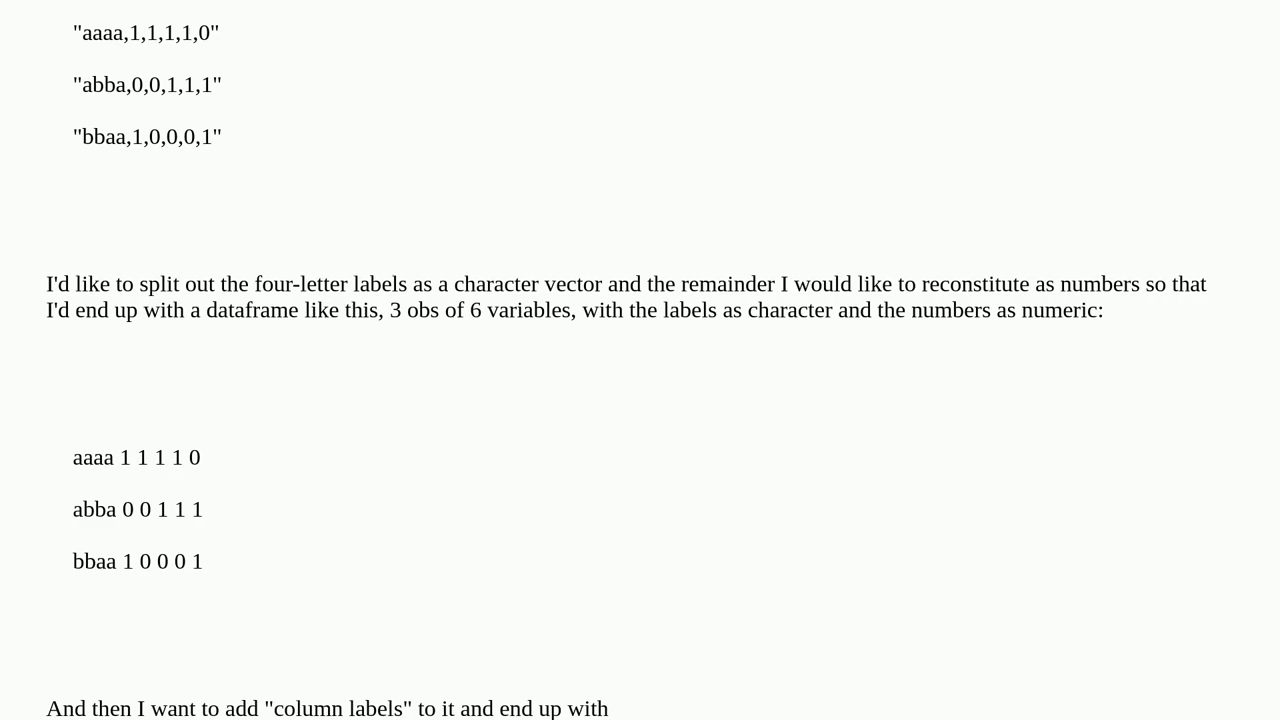 "aaaa,1,1,1,1,0"
"abba,0,0,1,1,1"
"bbaa,1,0,0,0,1"
I'd like to split out the four-letter labels as a character vector and the remainder I would like to reconstitute as numbers so that
I'd end up with a dataframe like this, 3 obs of 6 variables, with the labels as character and the numbers as numeric:
aaaa 1 1 1 1 0
abba 0 0 1 1 1
bbaa 1 0 0 0 1
And then I want to add "column labels" to it and end up with